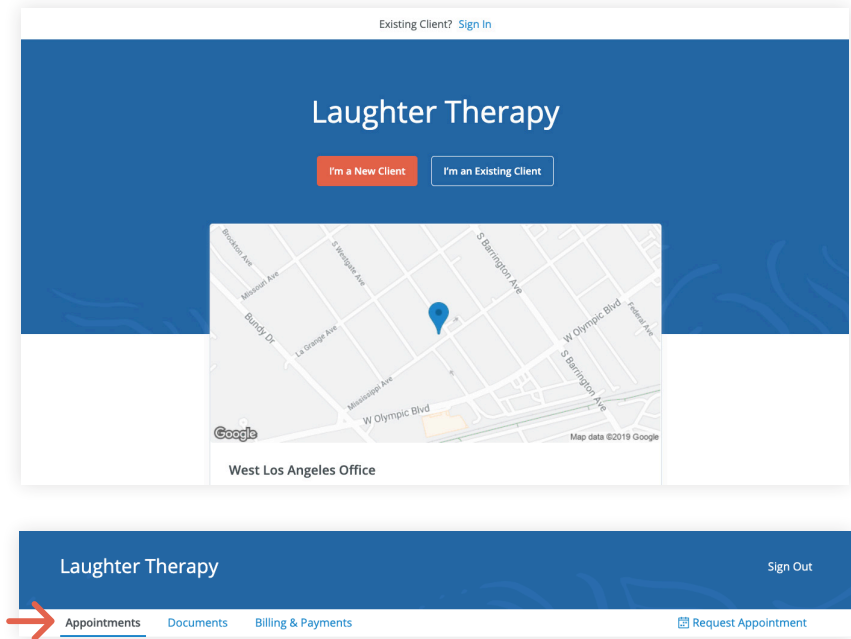 Existing Client? Sign In
Laughter Therapy
I'm a New Client
I'm an Existing Client
Brockton Ave
Missouri Ave
S Westgate Ave
S Barrington Ave
Bundy Dr
La Grange Ave
W Olympic Blvd
Federal Ave
S Barrington Ave
Mississippi Ave
W Olympic Blvd
Google
Map data ©2019 Google
West Los Angeles Office
Laughter Therapy
Sign Out
Appointments Documents Billing & Payments Request Appointment